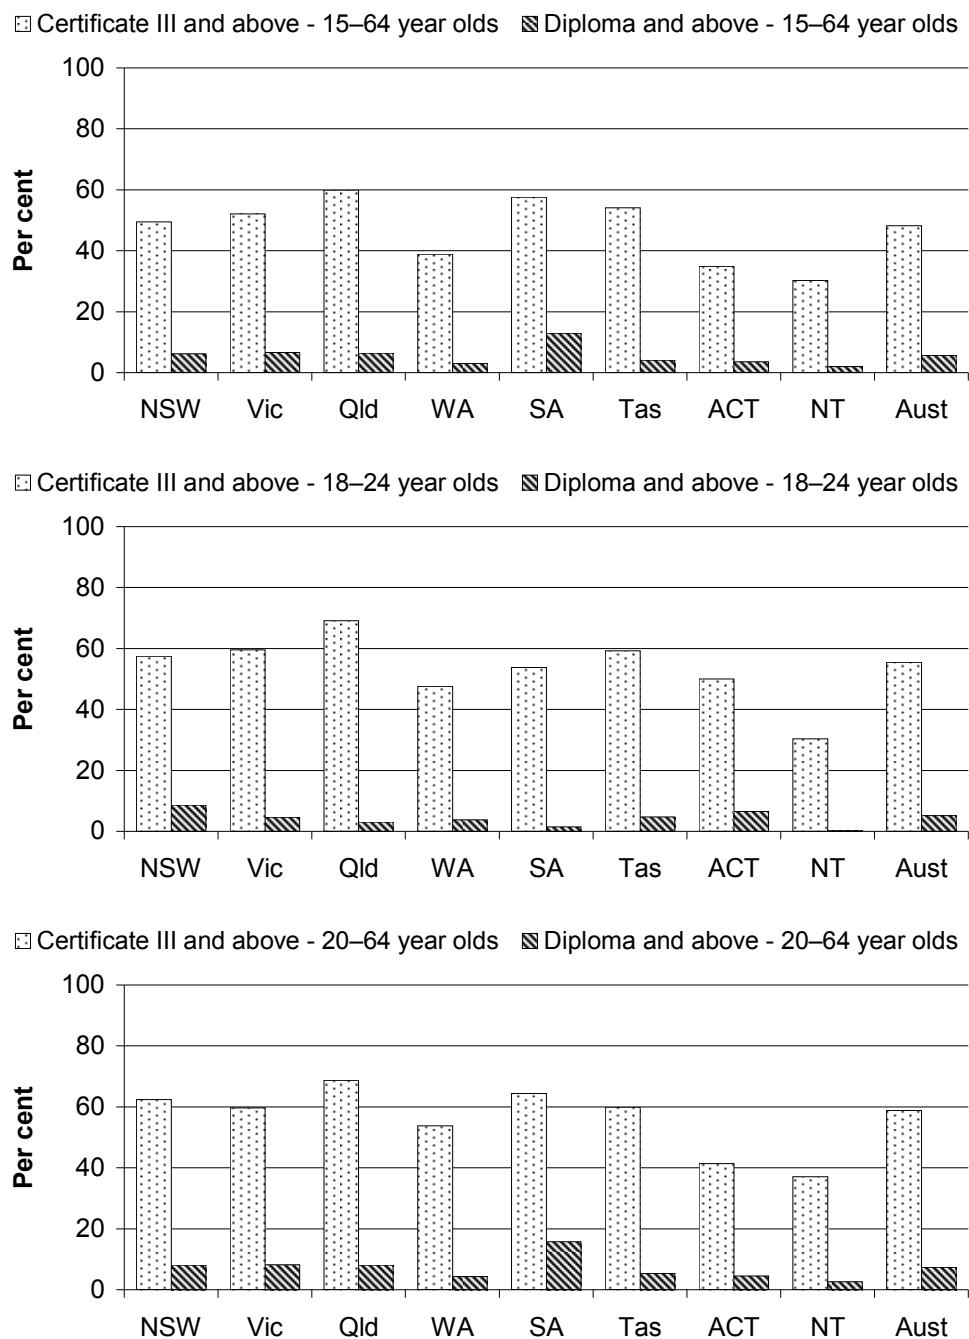 Certificate III and above - 15–64 year olds Diploma and above - 15–64 year olds
100
80
60
40
20
0
Per cent
NSW Vic Qld WA SA Tas ACT NT Aust
Certificate III and above - 18–24 year olds Diploma and above - 18–24 year olds
100
80
60
40
20
0
Per cent
NSW Vic Qld WA SA Tas ACT NT Aust
Certificate III and above - 20–64 year olds Diploma and above - 20–64 year olds
100
80
60
40
20
0
Per cent
NSW Vic Qld WA SA Tas ACT NT Aust